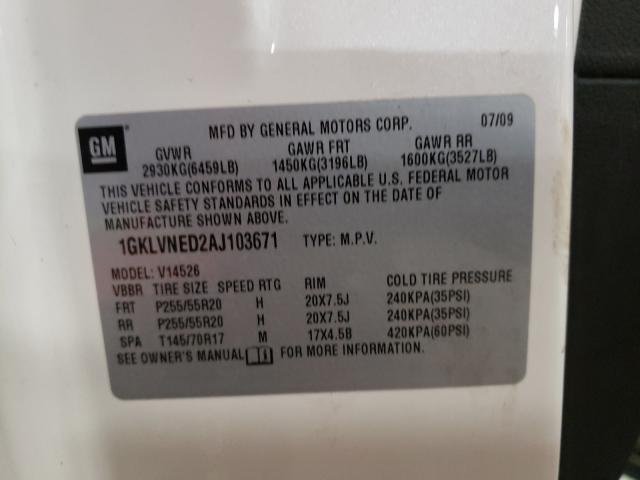 MFD BY GENERAL MOTORS CORP. 07/09
GM
GVWR GAWR FRT GAWR RR
2930KG(6459LB) 1450KG(3196LB) 1600KG(3527LB)
THIS VEHICLE CONFORMS TO ALL APPLICABLE U.S. FEDERAL MOTOR
VEHICLE SAFETY STANDARDS IN EFFECT ON THE DATE OF
MANUFACTURE SHOWN ABOVE.
1GKLVNED2AJ103671 TYPE: M.P.V.
MODEL: V14526
VBBR TIRE SIZE SPEED RTG RIM COLD TIRE PRESSURE
FRT P255/55R20 H 20X7.5J 240KPA(35PSI)
RR P255/55R20 H 20X7.5J 240KPA(35PSI)
SPA T145/70R17 M 17X4.5B 420KPA(60PSI)
SEE OWNER'S MANUAL FOR MORE INFORMATION.